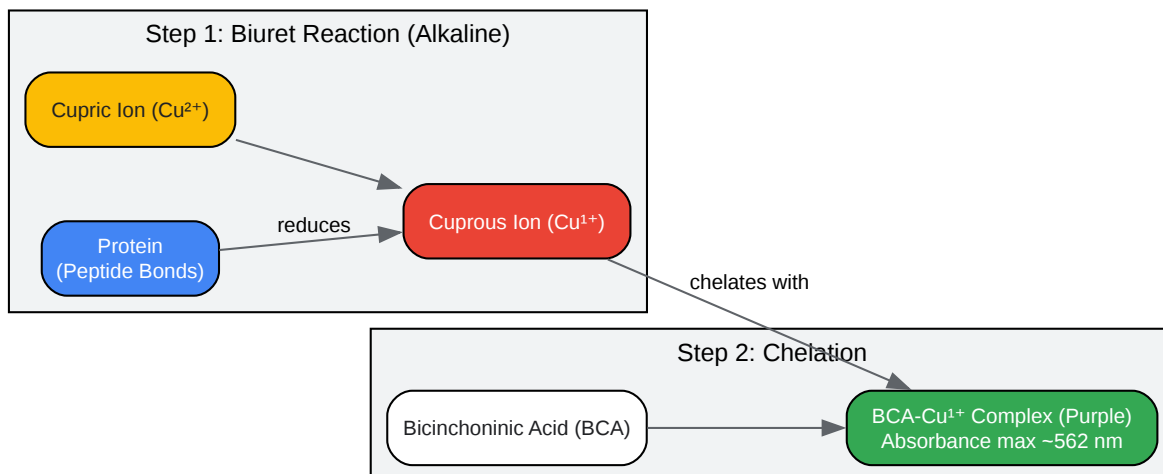 Step 1: Biuret Reaction (Alkaline)
Cupric Ion (Cu²⁺)
Protein
(Peptide Bonds)
reduces
Cuprous Ion (Cu¹⁺)
chelates with
Step 2: Chelation
Bicinchoninic Acid (BCA)
BCA-Cu¹⁺ Complex (Purple)
Absorbance max ~562 nm